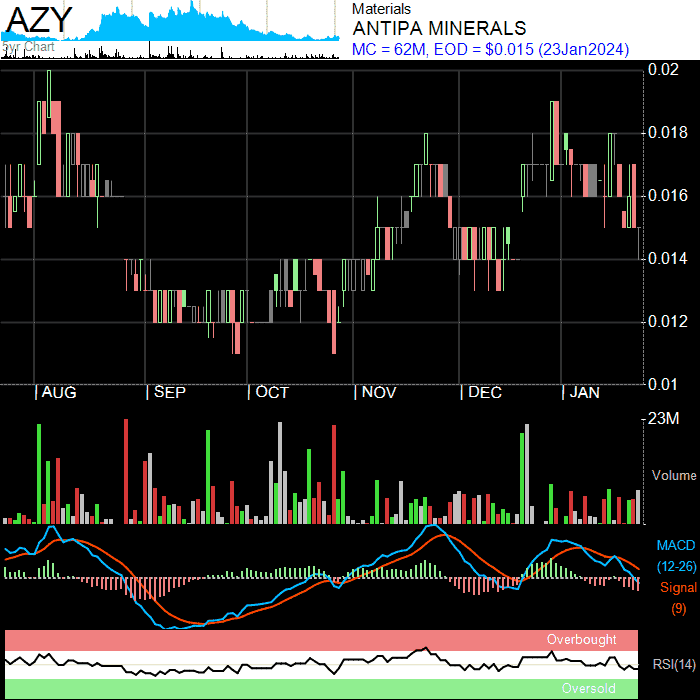 AZY
5yr Chart
Materials
ANTIPA MINERALS
MC = 62M, EOD = $0.015 (23Jan2024)
0.02
0.018
0.016
0.014
0.012
0.01
AUG SEP OCT NOV DEC JAN
23M
Volume
MACD
(12-26)
Signal
(9)
Overbought
RSI(14)
Oversold